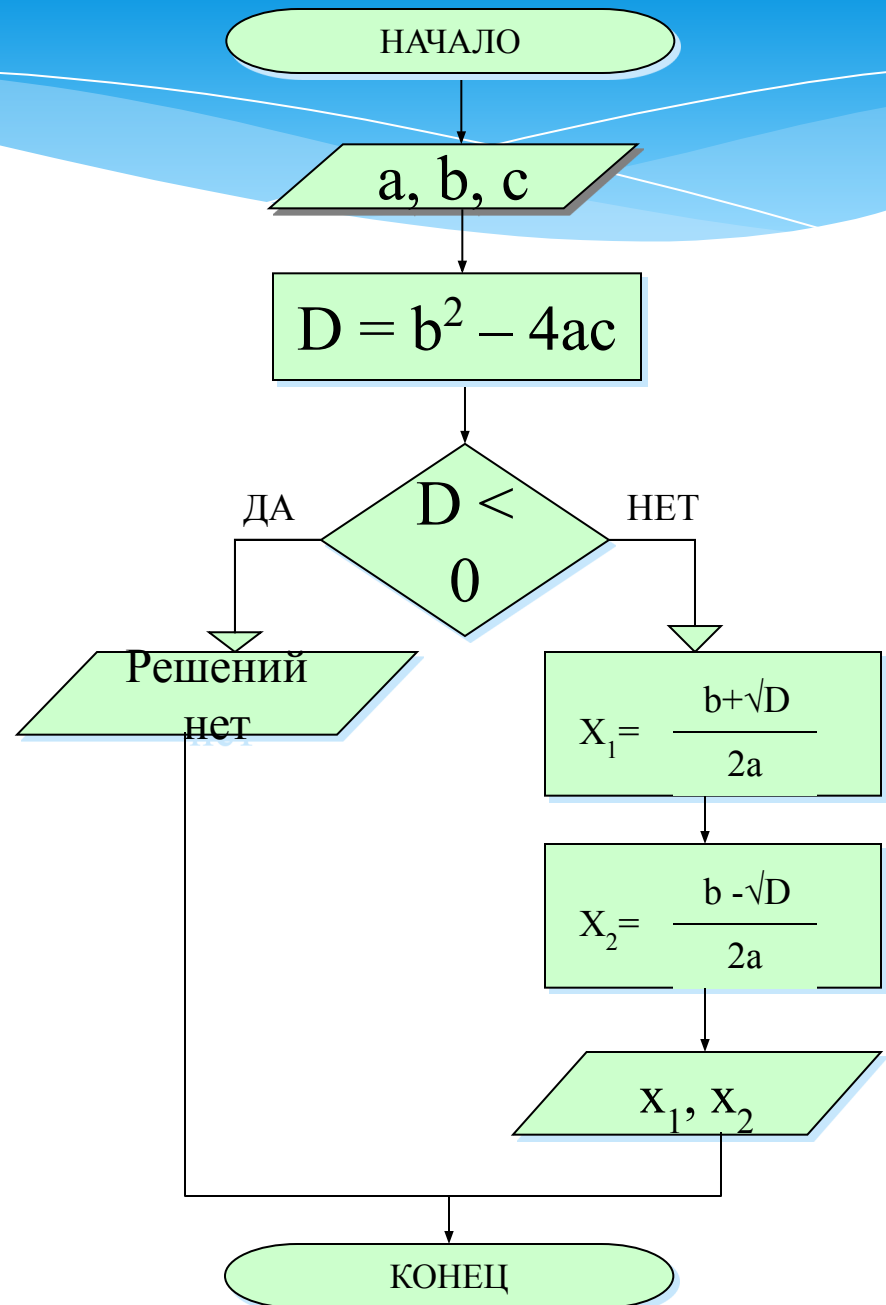 НАЧАЛО
a, b, c
D = b² – 4ac
D <
0
ДА
НЕТ
Решений
нет
X₁= b+√D
2a
X₂= b -√D
2a
x₁, x₂
КОНЕЦ